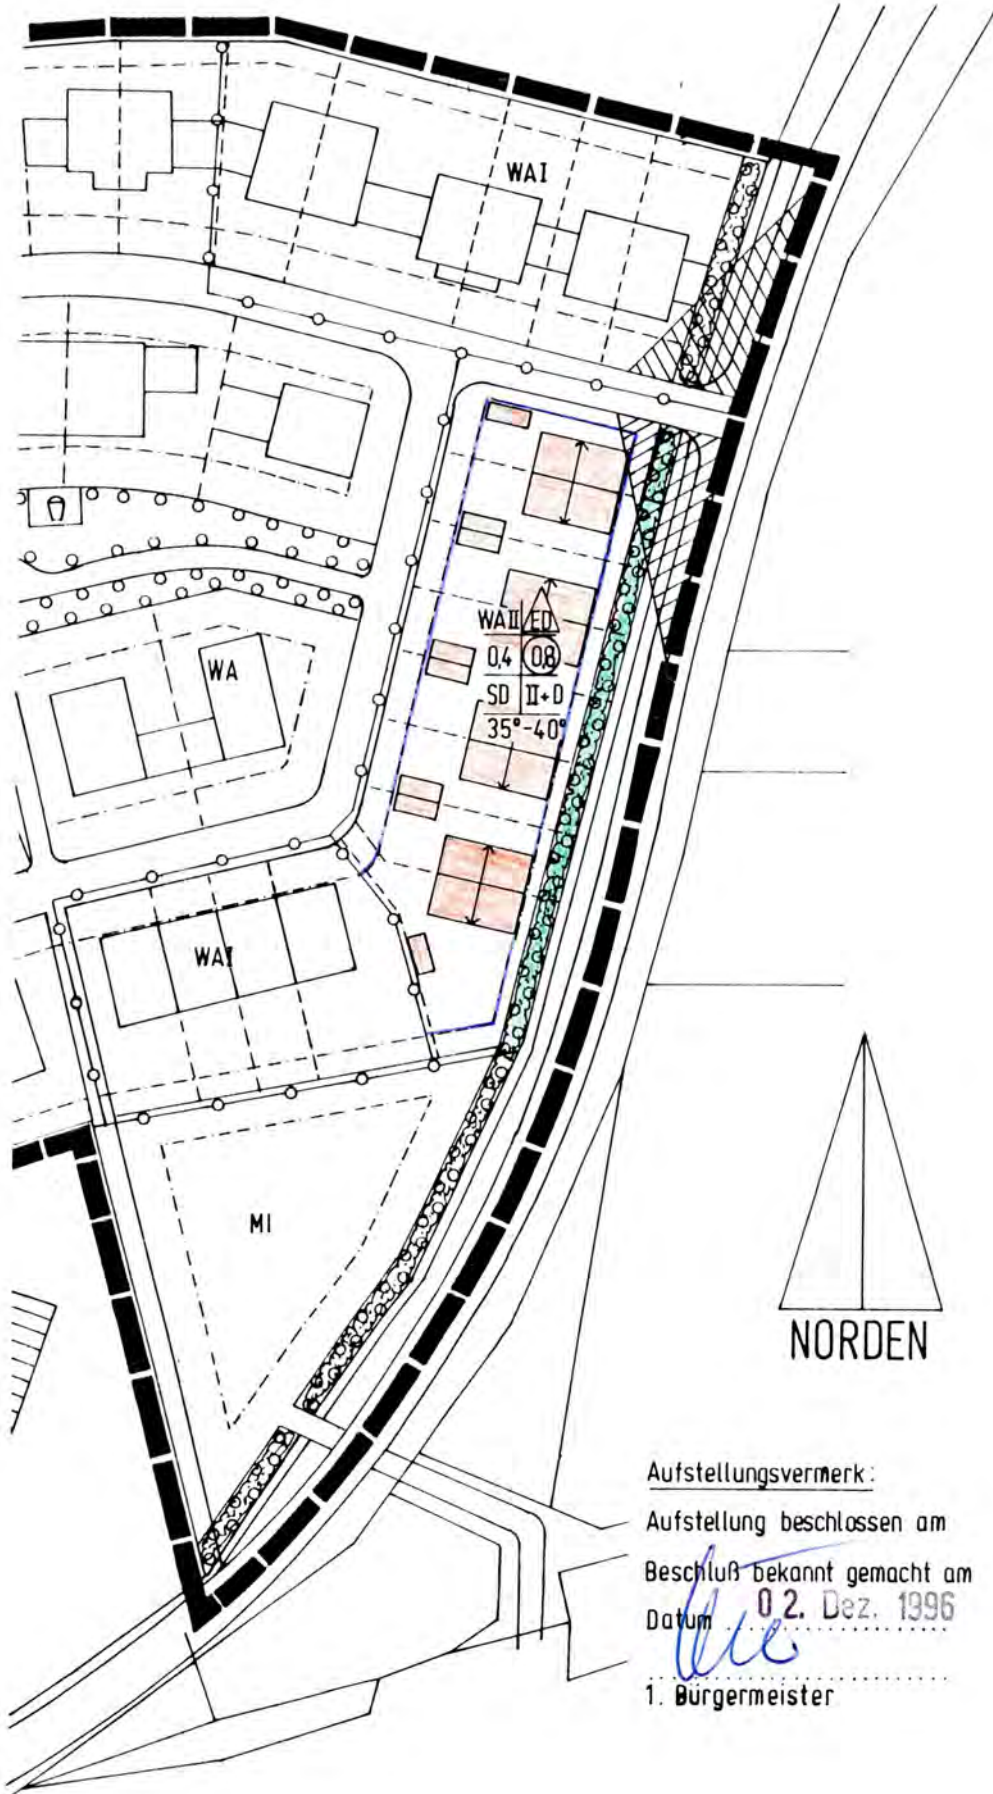 WAI
WAII ED
0,4 0,8
SD II+D
35°-40°
WA
WAI
MI
NORDEN
Aufstellungsvermerk:
Aufstellung beschlossen am
Beschluß bekannt gemacht am
Datum 02. Dez. 1996
1. Bürgermeister